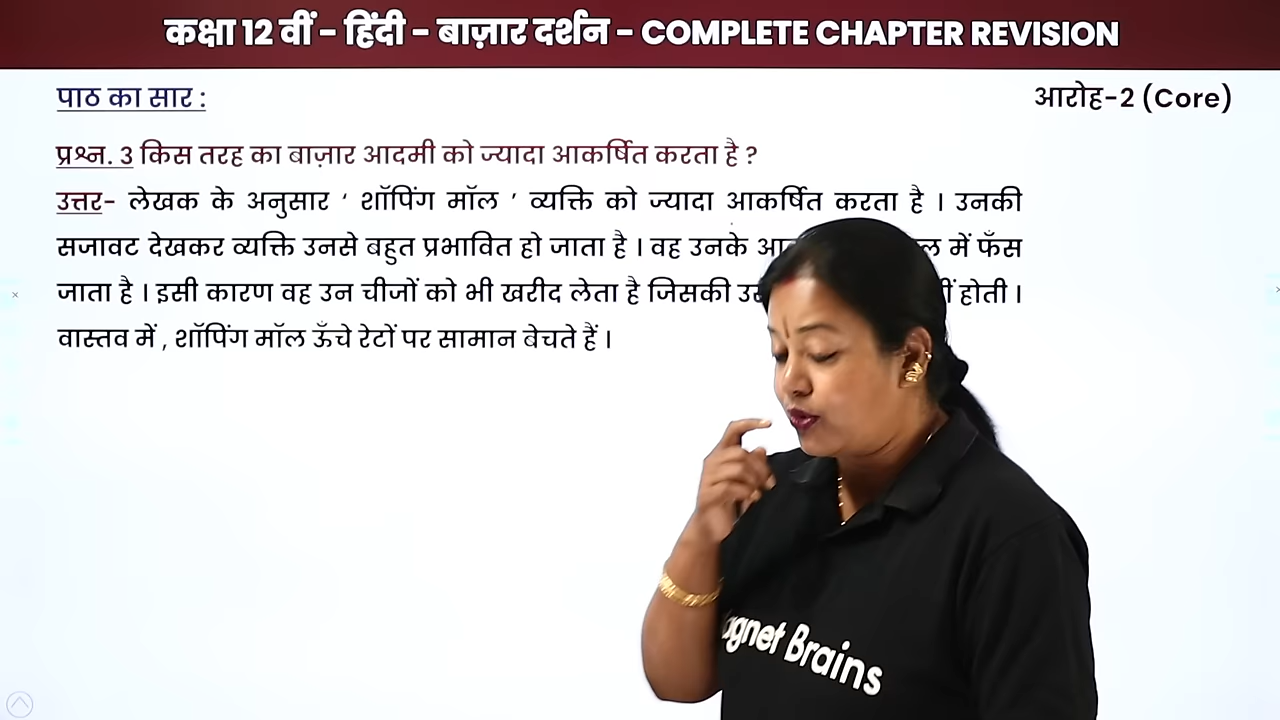 कक्षा 12 वीं – हिंदी – बाज़ार दर्शन – COMPLETE CHAPTER REVISION
पाठ का सार :
आरोह-2 (Core)
प्रश्न. 3 किस तरह का बाज़ार आदमी को ज्यादा आकर्षित करता है ?
उत्तर- लेखक के अनुसार ‘ शॉपिंग मॉल ’ व्यक्ति को ज्यादा आकर्षित करता है । उनकी
सजावट देखकर व्यक्ति उनसे बहुत प्रभावित हो जाता है । वह उनके में फँस
जाता है । इसी कारण वह उन चीजों को भी खरीद लेता है जिसकी होती ।
वास्तव में , शॉपिंग मॉल ऊँचे रेटों पर सामान बेचते हैं ।
Brains